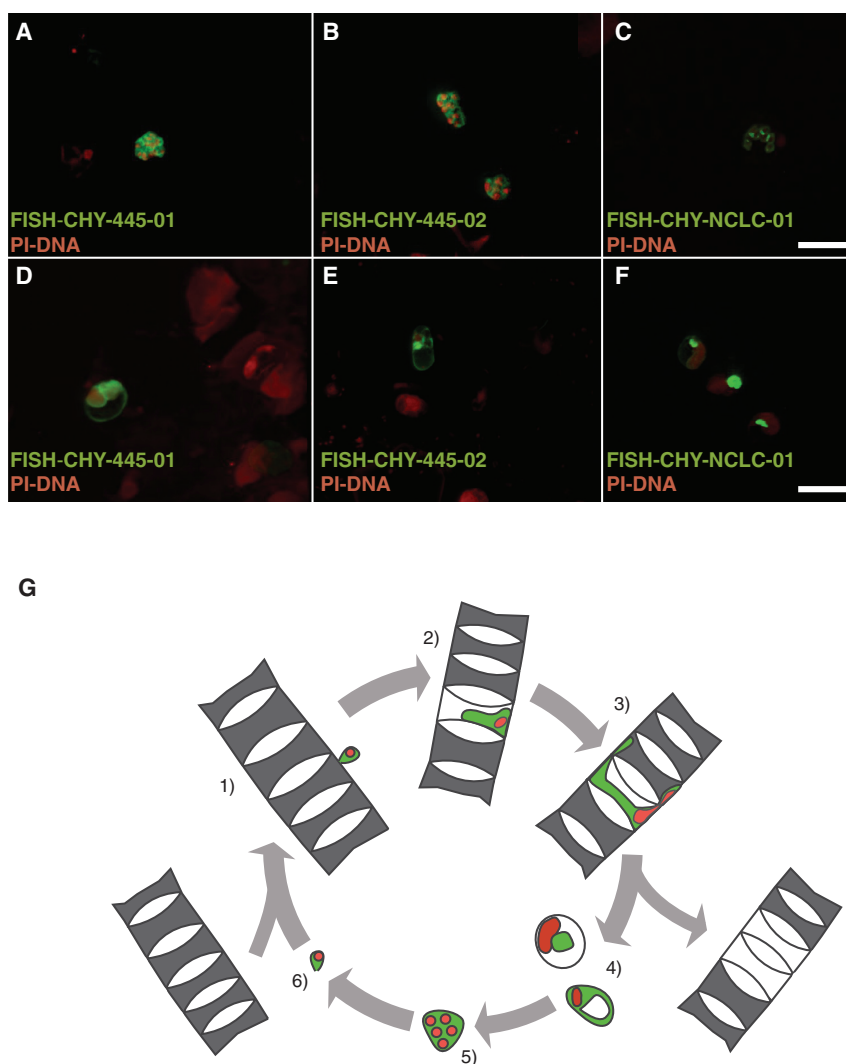 A
FISH-CHY-445-01
PI-DNA
B
FISH-CHY-445-02
PI-DNA
C
FISH-CHY-NCLC-01
PI-DNA
D
FISH-CHY-445-01
PI-DNA
E
FISH-CHY-445-02
PI-DNA
F
FISH-CHY-NCLC-01
PI-DNA
G
2)
3)
1)
4)
6)
5)